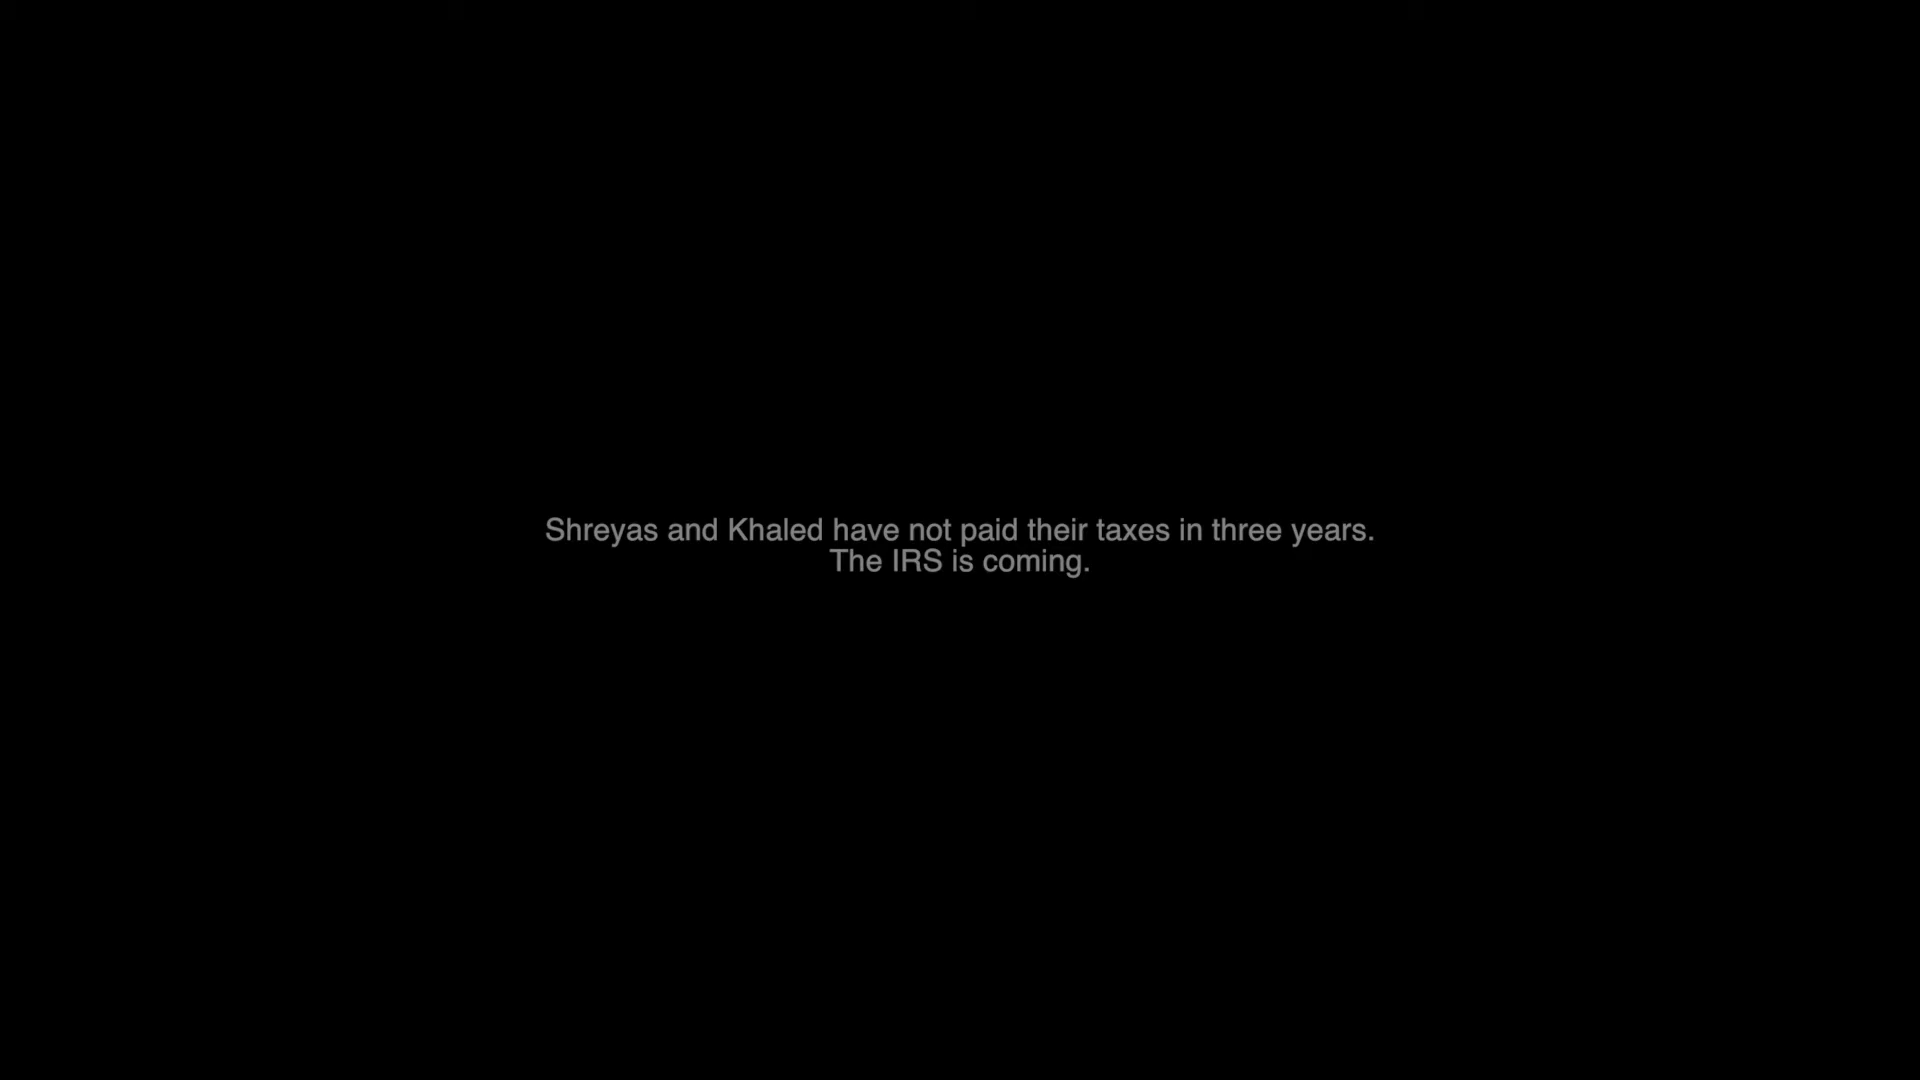 Shreyas and Khaled have not paid their taxes in three years.
The IRS is coming.